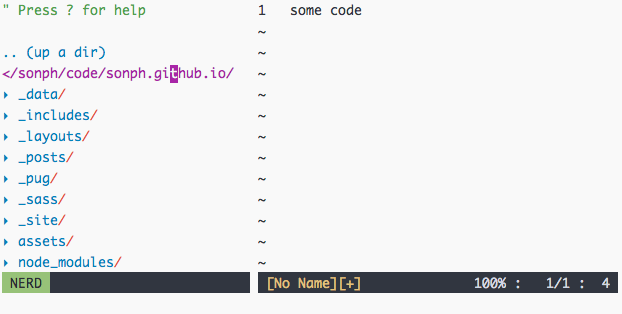 " Press ? for help
.. (up a dir)
</sonph/code/sonph.github.io/
▸ _data/
▸ _includes/
▸ _layouts/
▸ _posts/
▸ _pug/
▸ _sass/
▸ _site/
▸ assets/
▸ node_modules/
NERD
1 some code
~
~
~
~
~
~
~
~
~
~
~
~
[No Name][+] 100% : 1/1 : 4